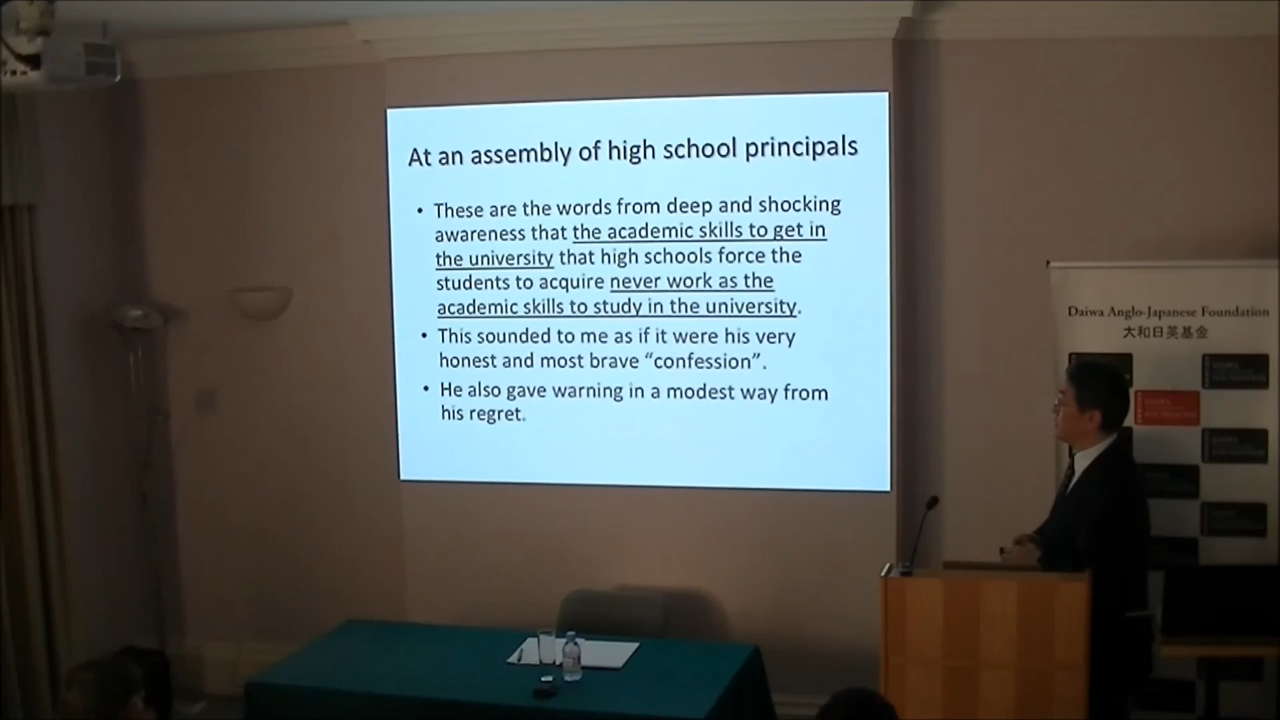 At an assembly of high school principals
• These are the words from deep and shocking
awareness that the academic skills to get in
the university that high schools force the
students to acquire never work as the
academic skills to study in the university.
• This sounded to me as if it were his very
honest and most brave “confession”.
• He also gave warning in a modest way from
his regret.
Daiwa Anglo-Japanese Foundation
大和日英基金